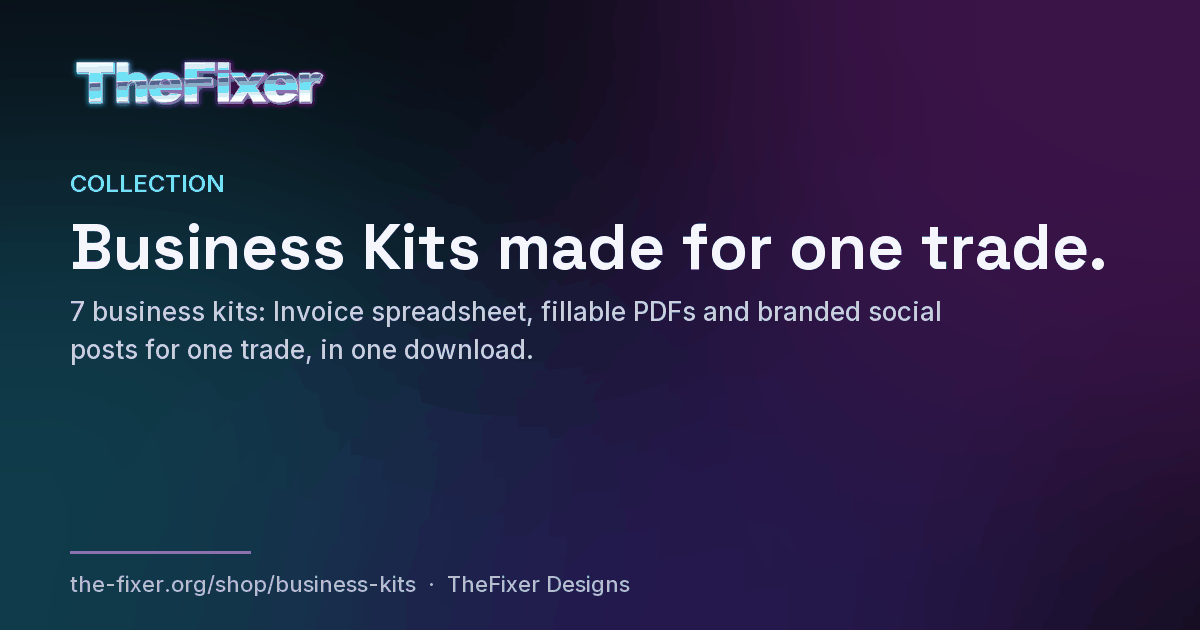 TheFixer
COLLECTION
Business Kits made for one trade.
7 business kits: Invoice spreadsheet, fillable PDFs and branded social
posts for one trade, in one download.
the-fixer.org/shop/business-kits · TheFixer Designs